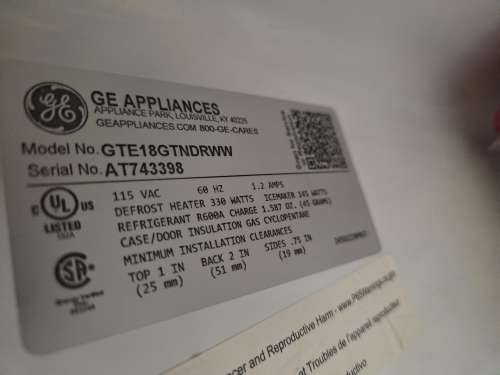 GE APPLIANCES
APPLIANCE PARK, LOUISVILLE, KY 40225
GEAPPLIANCES.COM 800-GE-CARES
Model No. GTE18GTNDRWW
Serial No. AT743398
115 VAC 60 HZ 1.2 AMPS
DEFROST HEATER 330 WATTS ICEMAKER 145 WATTS
REFRIGERANT R600A CHARGE 1.587 OZ. (45 GRAMS)
CASE/DOOR INSULATION GAS CYCLOPENTANE
MINIMUM INSTALLATION CLEARANCES
TOP 1 IN BACK 2 IN SIDES .75 IN
(25 mm) (51 mm) (19 mm)
C UL US
LISTED
Energy Verified
ancer and Reproductive Harm - www.P65Warnings.ca.gov
et Troubles de l'appareil reproducteur
oductivo